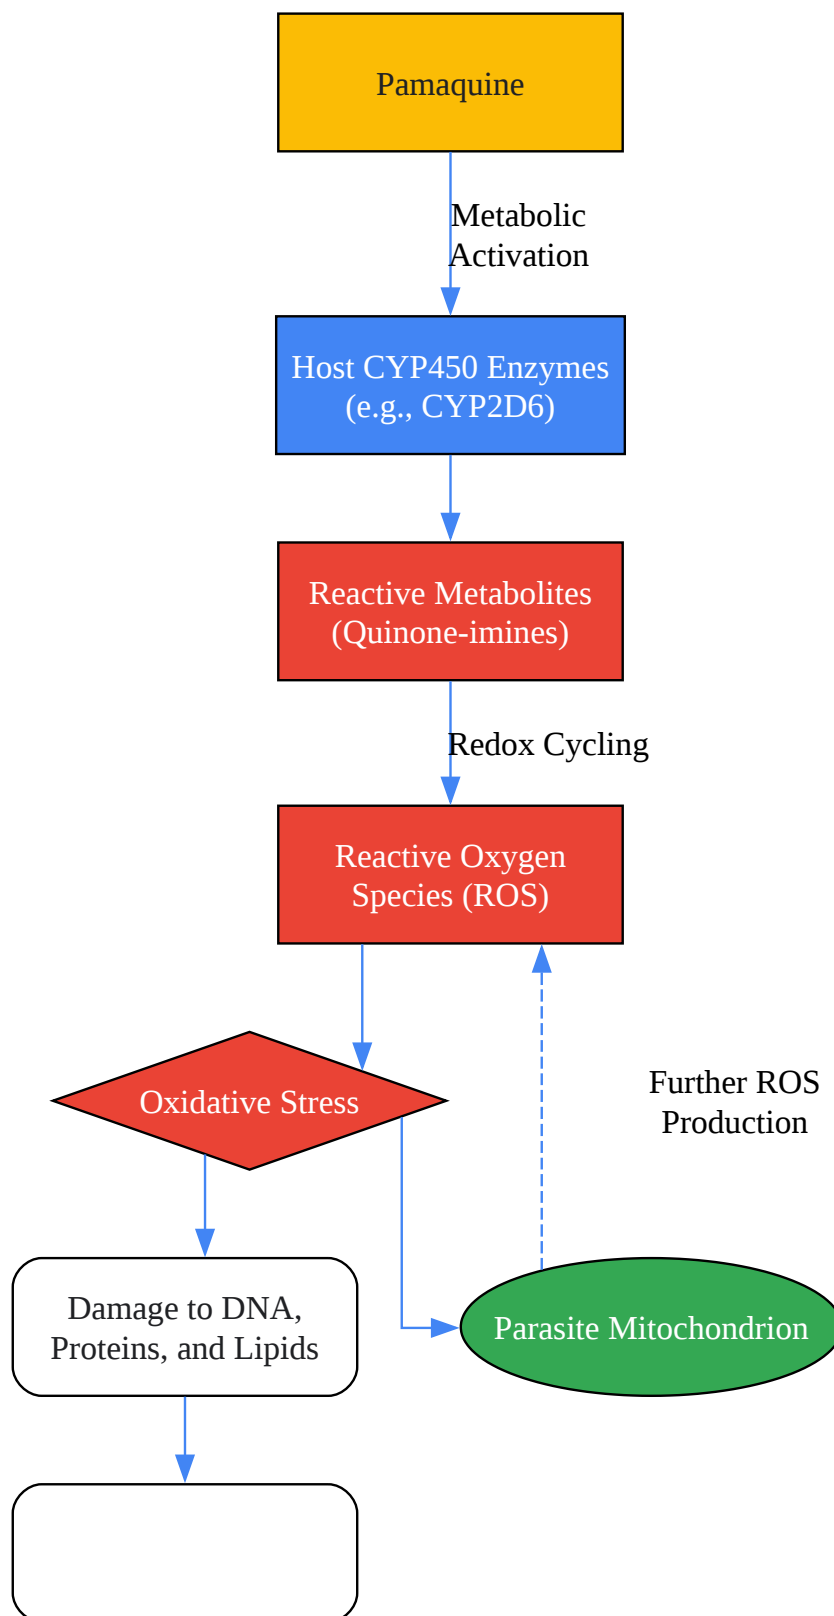 Pamaquine
Metabolic
Activation
Host CYP450 Enzymes
(e.g., CYP2D6)
Reactive Metabolites
(Quinone-imines)
Redox Cycling
Reactive Oxygen
Species (ROS)
Oxidative Stress
Further ROS
Production
Damage to DNA,
Proteins, and Lipids
Parasite Mitochondrion